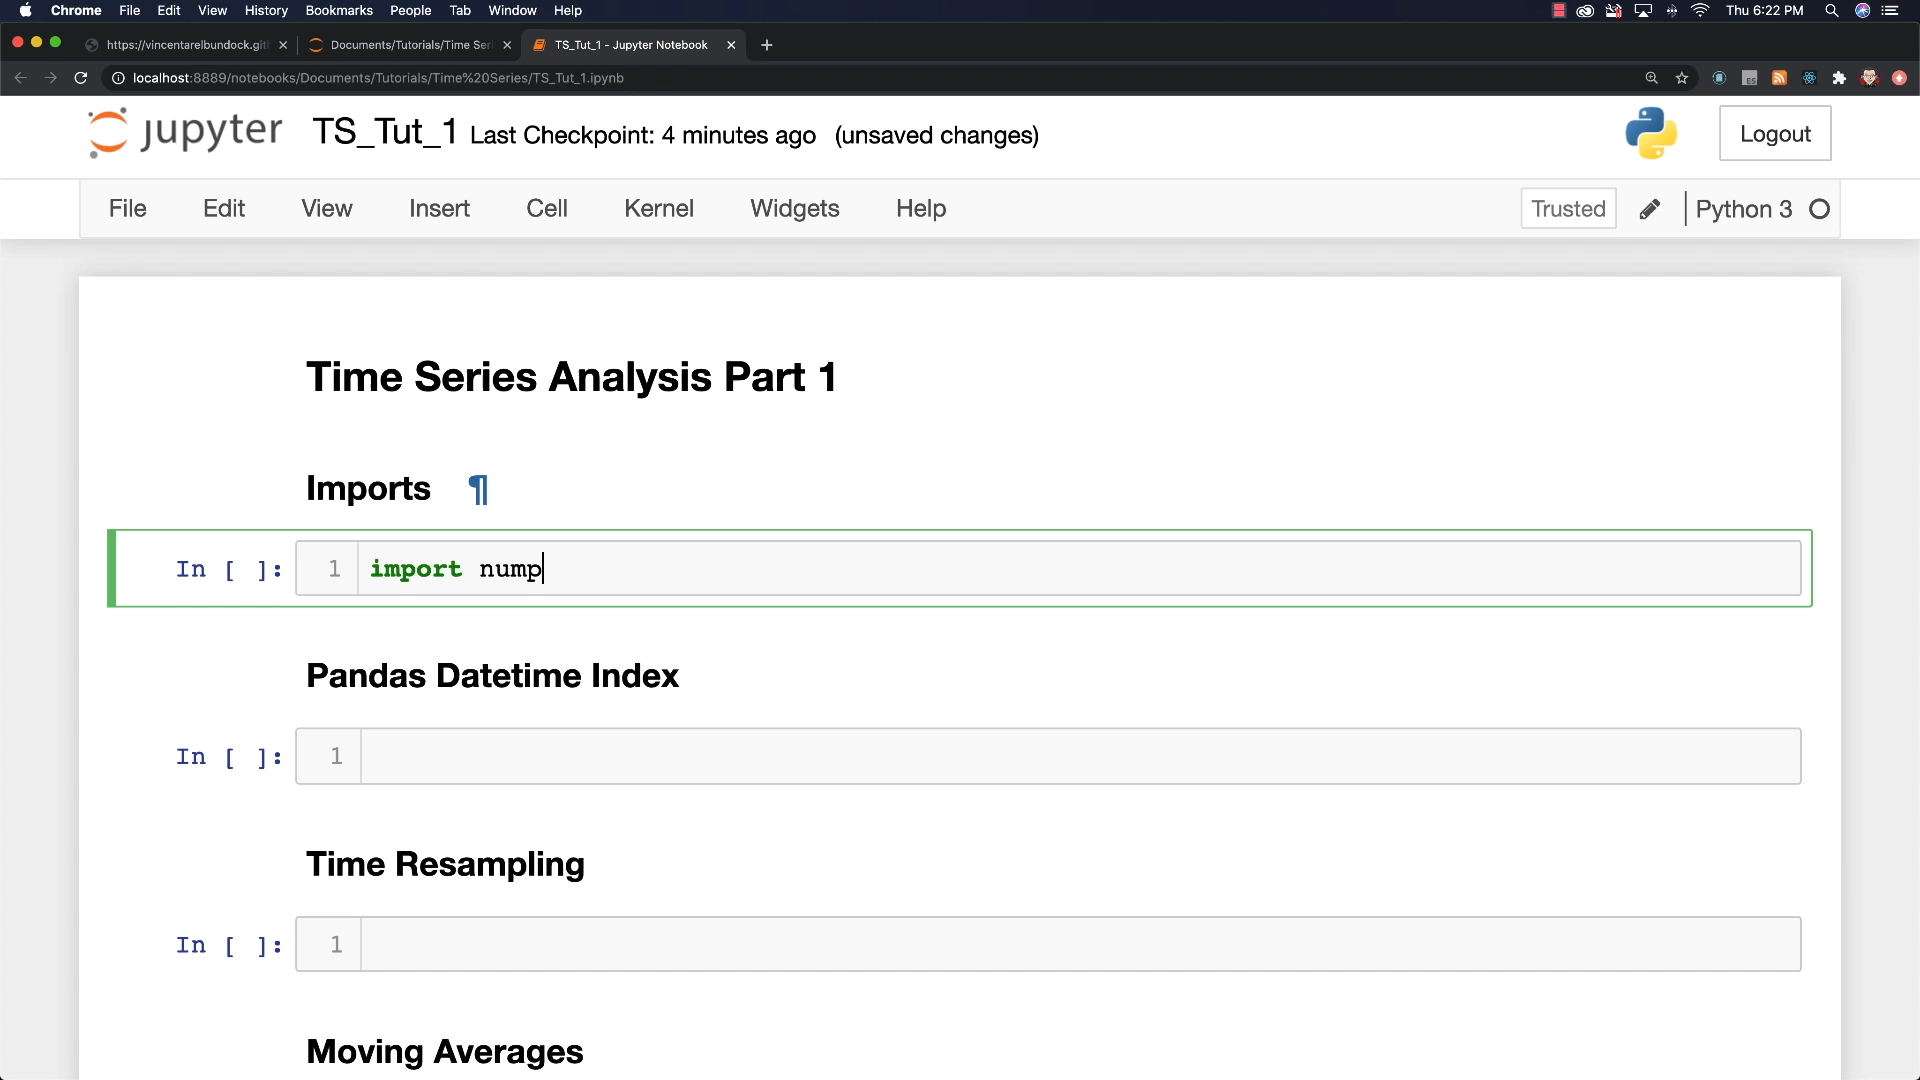 Chrome File Edit View History Bookmarks People Tab Window Help Thu 6:22 PM
https://vincentarelbundock.git Documents/Tutorials/Time Seri TS_Tut_1 - Jupyter Notebook
localhost:8889/notebooks/Documents/Tutorials/Time%20Series/TS_Tut_1.ipynb
jupyter TS_Tut_1 Last Checkpoint: 4 minutes ago (unsaved changes) Logout
File Edit View Insert Cell Kernel Widgets Help Trusted Python 3
Time Series Analysis Part 1
Imports ¶
In [ ]: 1 import nump
Pandas Datetime Index
In [ ]: 1
Time Resampling
In [ ]: 1
Moving Averages